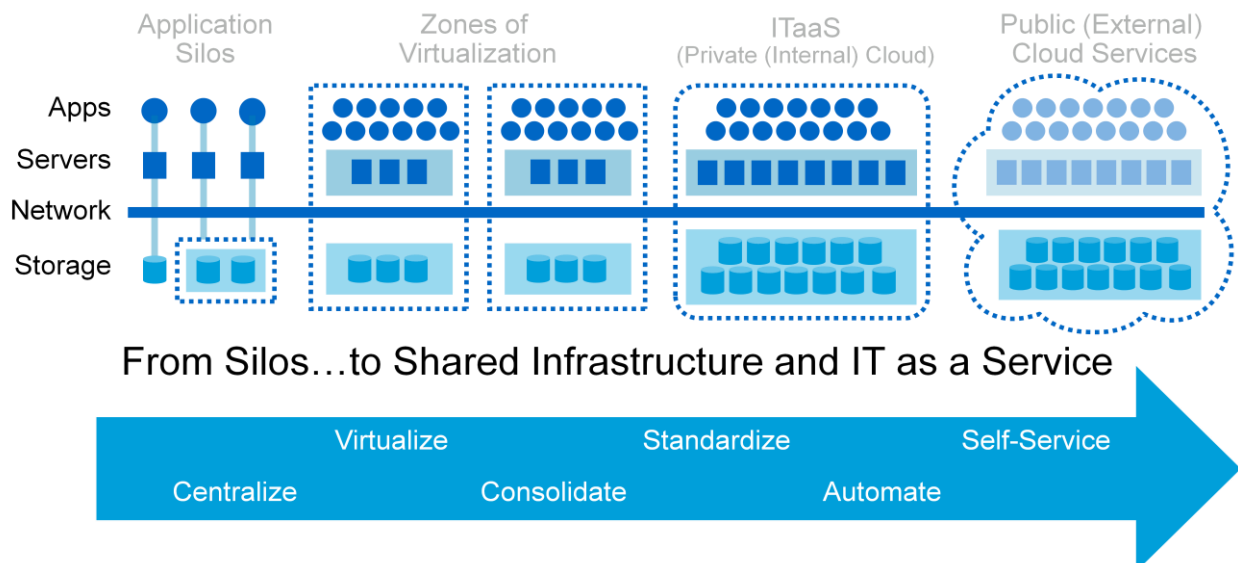 Application
Silos
Zones of
Virtualization
ITaaS
(Private (Internal) Cloud)
Public (External)
Cloud Services
Apps
Servers
Network
Storage
From Silos…to Shared Infrastructure and IT as a Service
Virtualize
Standardize
Self-Service
Centralize
Consolidate
Automate